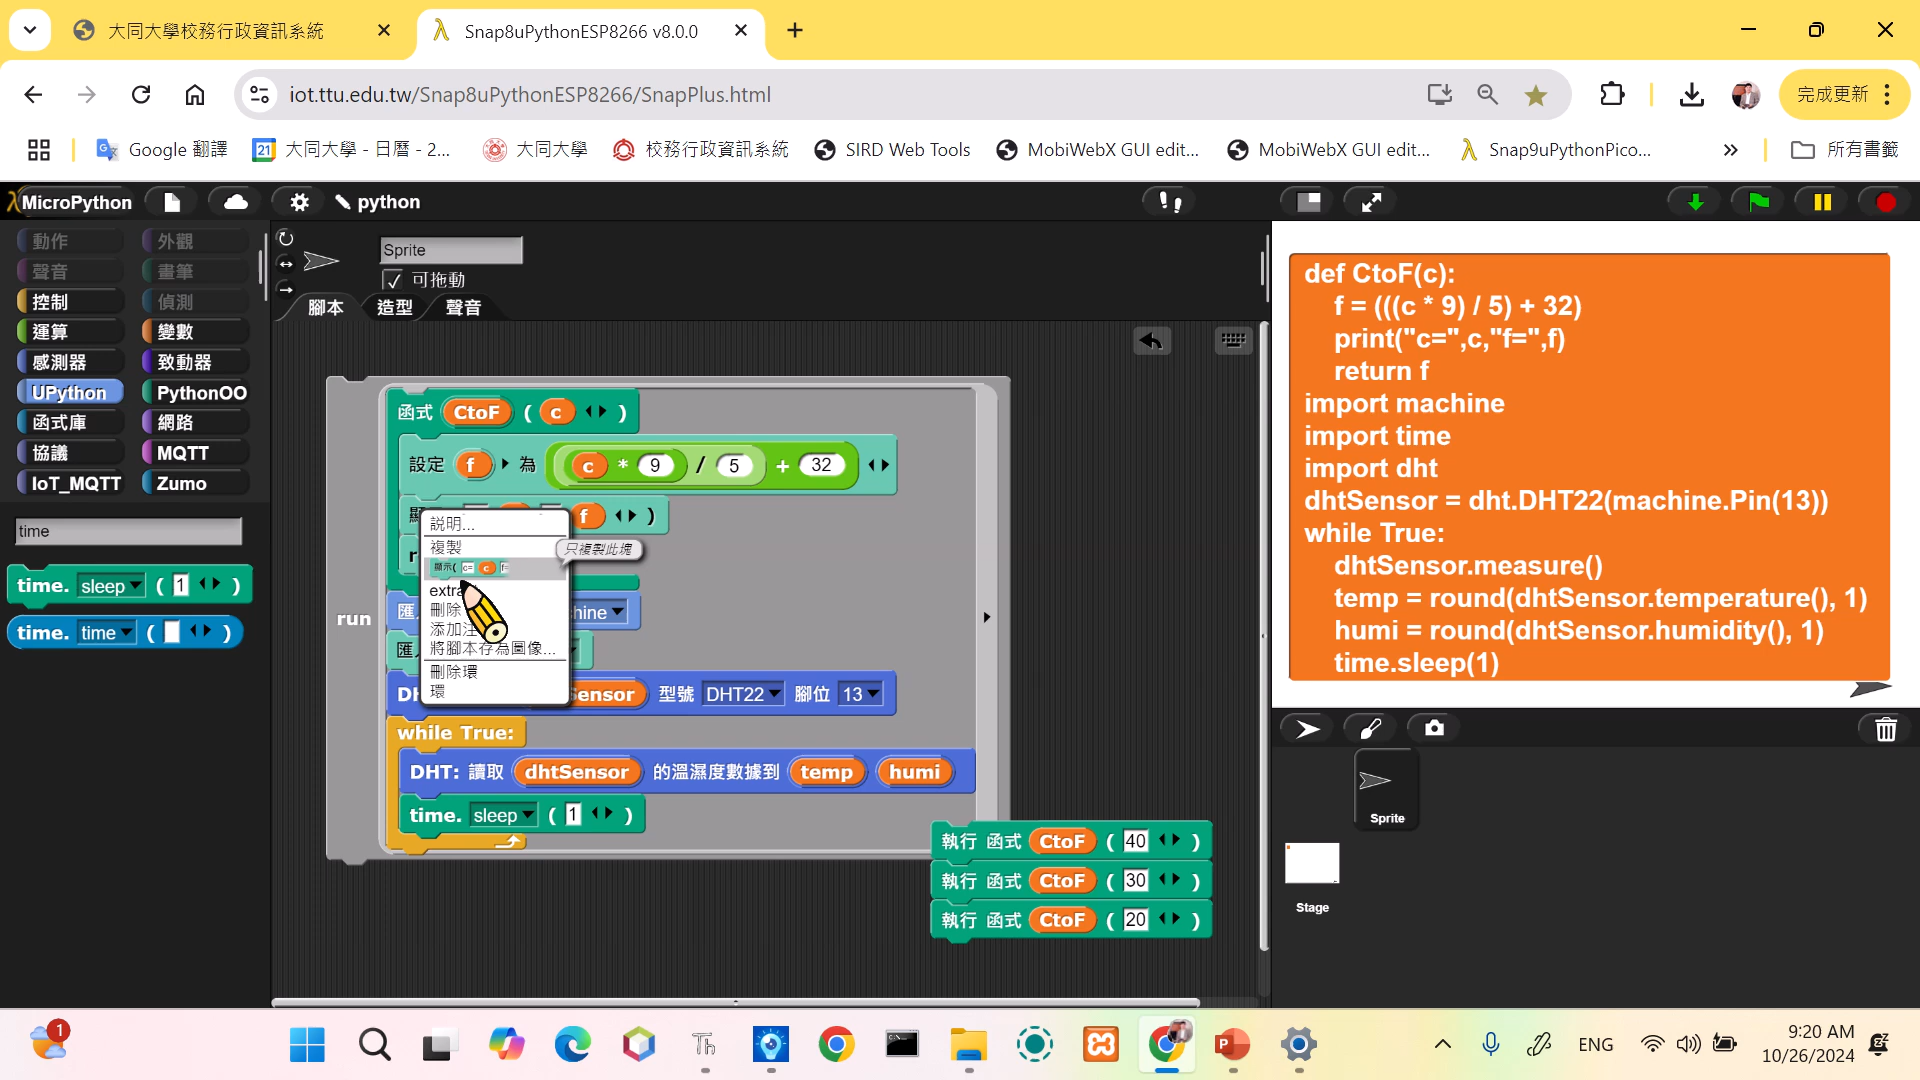 大同大學校務行政資訊系統
Snap8uPythonESP8266 v8.0.0
iot.ttu.edu.tw/Snap8uPythonESP8266/SnapPlus.html
完成更新
Google 翻譯
21
大同大學 - 日曆 - 2...
大同大學
校務行政資訊系統
SIRD Web Tools
MobiWebX GUI edit...
MobiWebX GUI edit...
Snap9uPythonPico...
所有書籤
MicroPython
python
動作
外觀
聲音
畫筆
控制
偵測
運算
變數
感測器
致動器
UPython
PythonOO
函式庫
網路
協議
MQTT
IoT_MQTT
Zumo
time
time. sleep ( 1 )
time. time ( )
Sprite
可拖動
腳本
造型
聲音
run
函式 CtoF ( c )
設定 f 為 c * 9 / 5 + 32
f )
說明...
複製
只複製此塊
顯示( c= c f=
刪除
將腳本存為圖像...
刪除環
環
型號 DHT22 腳位 13
while True:
DHT: 讀取 dhtSensor 的溫濕度數據到 temp humi
time. sleep ( 1 )
執行 函式 CtoF ( 40 )
執行 函式 CtoF ( 30 )
執行 函式 CtoF ( 20 )
def CtoF(c):
f = (((c * 9) / 5) + 32)
print("c=",c,"f=",f)
return f
import machine
import time
import dht
dhtSensor = dht.DHT22(machine.Pin(13))
while True:
dhtSensor.measure()
temp = round(dhtSensor.temperature(), 1)
humi = round(dhtSensor.humidity(), 1)
time.sleep(1)
Sprite
Stage
1
Th
P
ENG
9:20 AM
10/26/2024